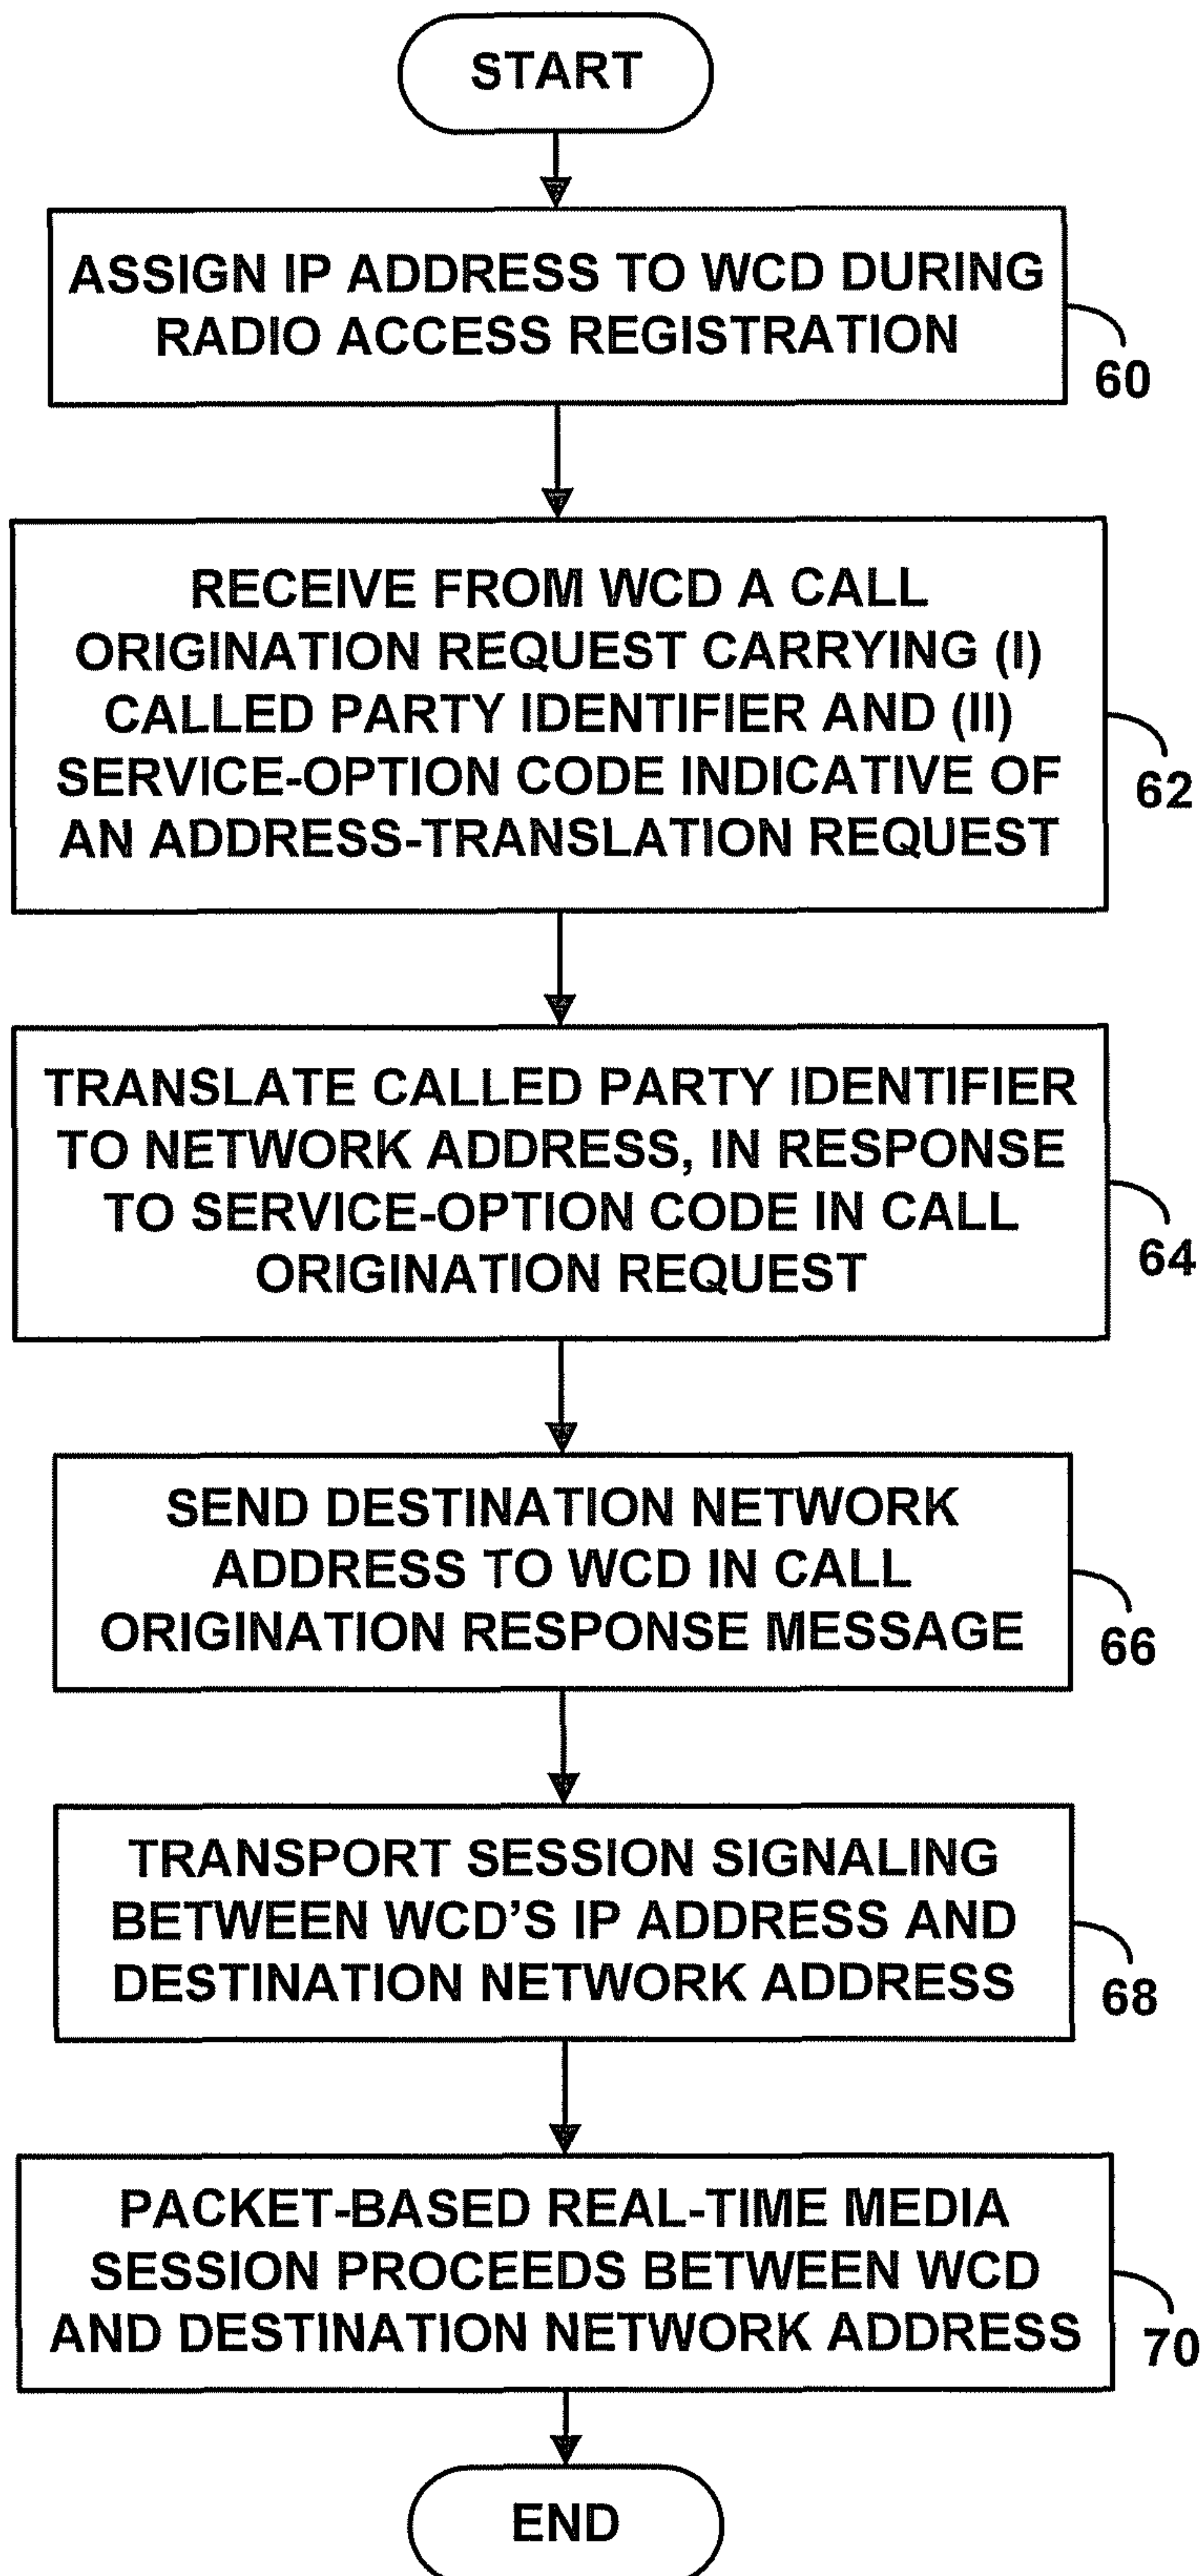 START
ASSIGN IP ADDRESS TO WCD DURING
RADIO ACCESS REGISTRATION
60
RECEIVE FROM WCD A CALL
ORIGINATION REQUEST CARRYING (I)
CALLED PARTY IDENTIFIER AND (II)
SERVICE-OPTION CODE INDICATIVE OF
AN ADDRESS-TRANSLATION REQUEST
62
TRANSLATE CALLED PARTY IDENTIFIER
TO NETWORK ADDRESS, IN RESPONSE
TO SERVICE-OPTION CODE IN CALL
ORIGINATION REQUEST
64
SEND DESTINATION NETWORK
ADDRESS TO WCD IN CALL
ORIGINATION RESPONSE MESSAGE
66
TRANSPORT SESSION SIGNALING
BETWEEN WCD'S IP ADDRESS AND
DESTINATION NETWORK ADDRESS
68
PACKET-BASED REAL-TIME MEDIA
SESSION PROCEEDS BETWEEN WCD
AND DESTINATION NETWORK ADDRESS
70
END